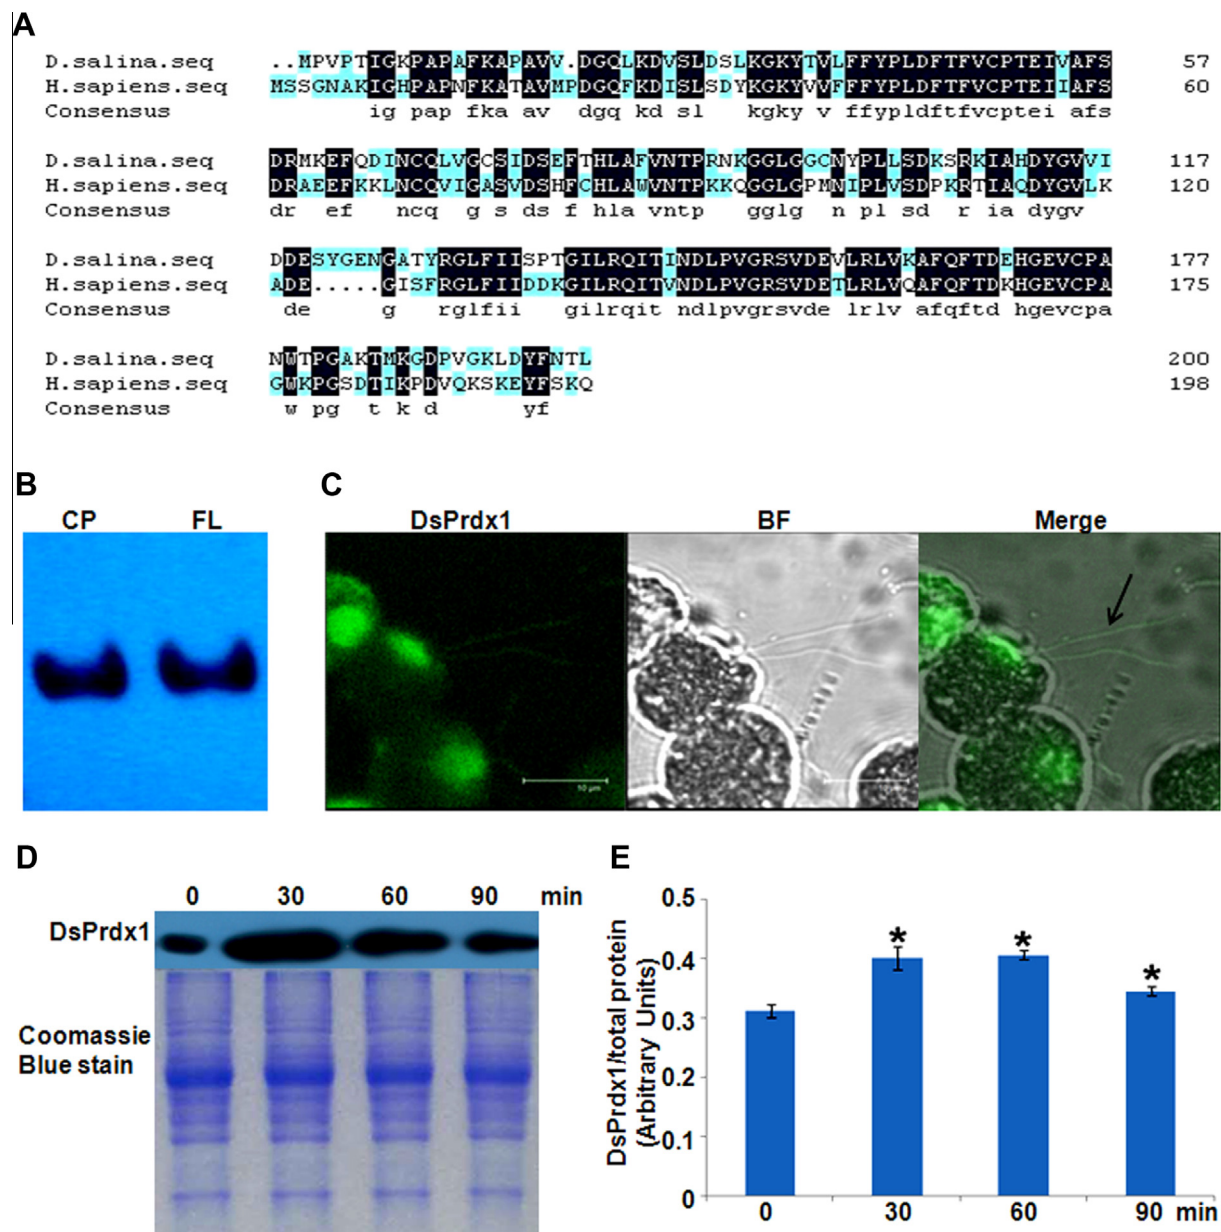 A
D.salina.seq ..MPVPTIGKPAPAFKAPAVV.DGQLKDVSLDSLKGKYTVLFFYPLDFTFVCPTEIVAFS 57
H.sapiens.seq MSSGNAKIGHPAPNFKATAVMPDGQFKDISLSDYKGKYVVFFFYPLDFTFVCPTEIIAFS 60
Consensus ig pap fka av dgq kd sl kgky v ffypldftfvcptei afs
D.salina.seq DRMKEFQDINCQLVGCSIDSEFTHLAFVNTPRNKGGLGGCNYPLLSDKSRKIAHDYGVVI 117
H.sapiens.seq DRAEEFKKLNCQVIGASVDSHFCHLAWVNTPKKQGGLGPMNIPLVSDPKRTIAQDYGVLK 120
Consensus dr ef ncq g s ds f hla vntp gglg n pl sd r ia dygv
D.salina.seq DDESYGENGATYRGLFIISPTGILRQITINDLPVGRSVDEVLRLVKAFQFTDEHGEVCPA 177
H.sapiens.seq ADE.....GISFRGLFIIDDKGILRQITVNDLPVGRSVDETLRLVQAFQFTDKHGEVCPA 175
Consensus de g rglfii gilrqit ndlpvgrsvde lrlv afqftd hgevcpa
D.salina.seq NWTPGAKTMKGDPVGKLDYFNTL 200
H.sapiens.seq GWKPGSDTIKPDVQKSKEYFSKQ 198
Consensus w pg t k d yf
B
CP FL
C
DsPrdx1 BF Merge
10 μm
D
0 30 60 90 min
DsPrdx1
Coomassie
Blue stain
E
DsPrdx1/total protein
(Arbitrary Units)
0.5
0.4
0.3
0.2
0.1
0
* * *
0 30 60 90 min